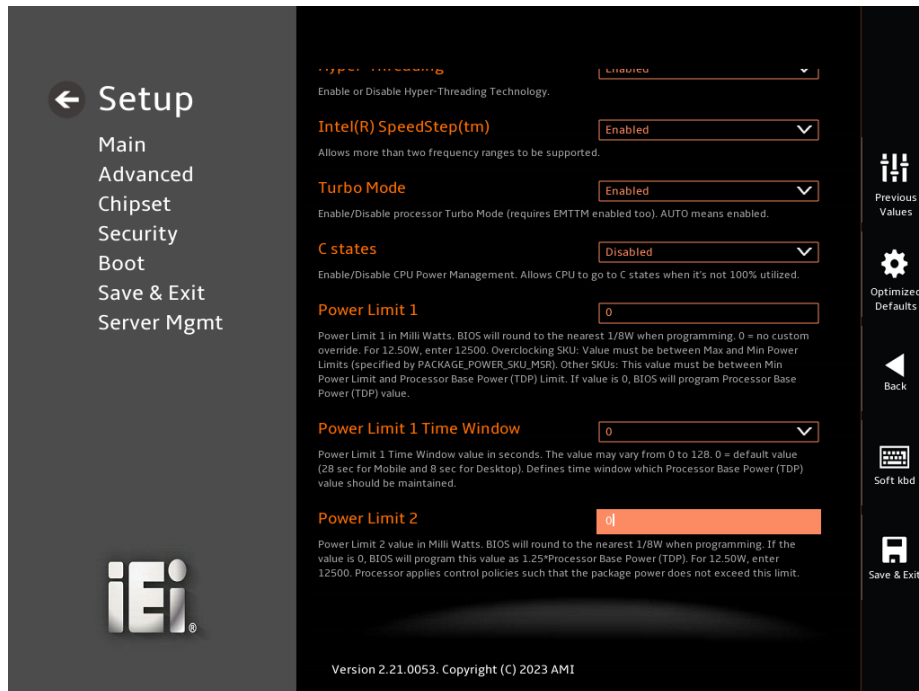 Setup
Main
Advanced
Chipset
Security
Boot
Save & Exit
Server Mgmt
iEi®
Hyper-Threading
Enabled
Enable or Disable Hyper-Threading Technology.
Intel(R) SpeedStep(tm)
Enabled
Allows more than two frequency ranges to be supported.
Turbo Mode
Enabled
Enable/Disable processor Turbo Mode (requires EMTTM enabled too). AUTO means enabled.
C states
Disabled
Enable/Disable CPU Power Management. Allows CPU to go to C states when it's not 100% utilized.
Power Limit 1
0
Power Limit 1 in Milli Watts. BIOS will round to the nearest 1/8W when programming. 0 = no custom
override. For 12.50W, enter 12500. Overclocking SKU: Value must be between Max and Min Power
Limits (specified by PACKAGE_POWER_SKU_MSR). Other SKUs: This value must be between Min
Power Limit and Processor Base Power (TDP) Limit. If value is 0, BIOS will program Processor Base
Power (TDP) value.
Power Limit 1 Time Window
0
Power Limit 1 Time Window value in seconds. The value may vary from 0 to 128. 0 = default value
(28 sec for Mobile and 8 sec for Desktop). Defines time window which Processor Base Power (TDP)
value should be maintained.
Power Limit 2
0
Power Limit 2 value in Milli Watts. BIOS will round to the nearest 1/8W when programming. If the
value is 0, BIOS will program this value as 1.25*Processor Base Power (TDP). For 12.50W, enter
12500. Processor applies control policies such that the package power does not exceed this limit.
Version 2.21.0053. Copyright (C) 2023 AMI
Previous
Values
Optimized
Defaults
Back
Soft kbd
Save & Exit